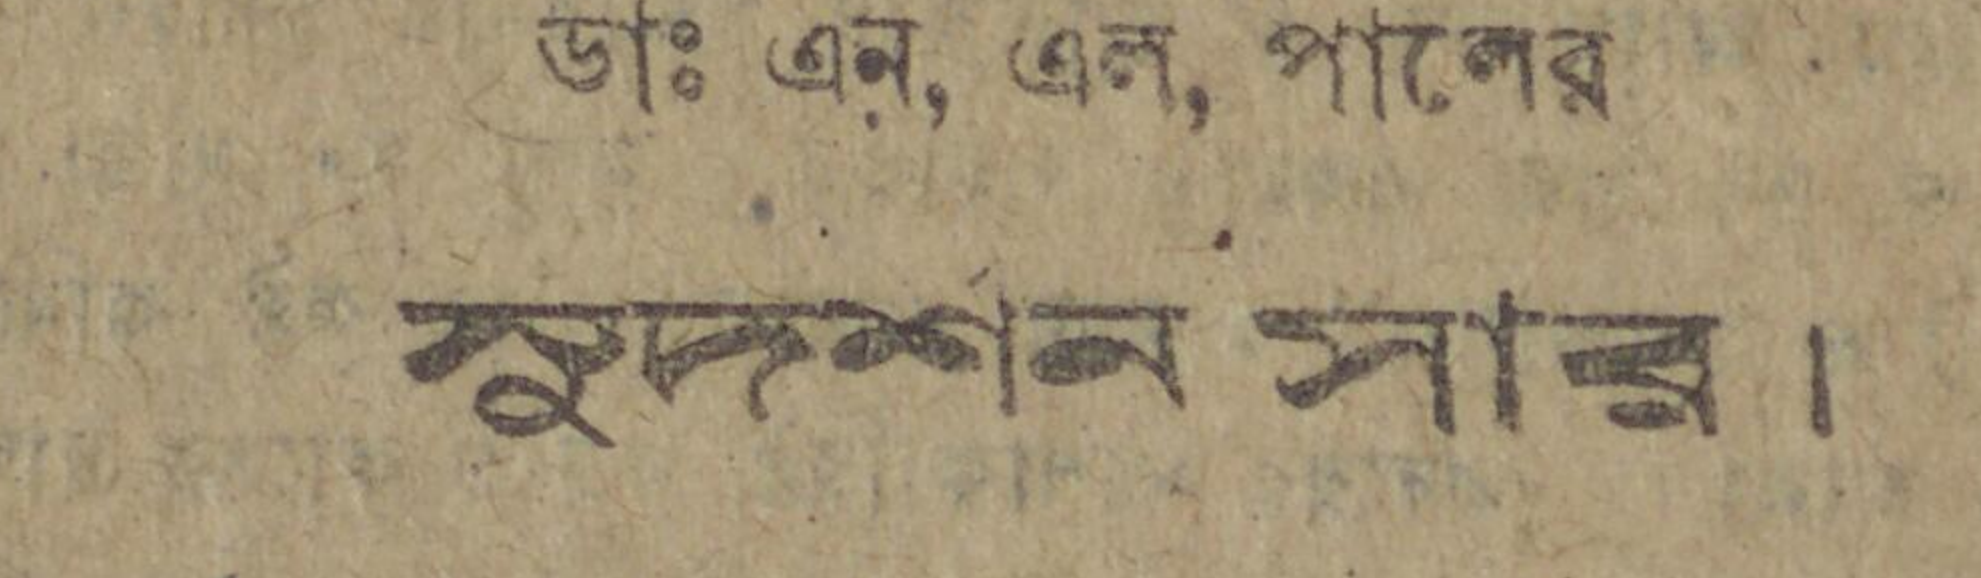 ডাঃ এন্, এল, পালের
সুদর্শন সার।